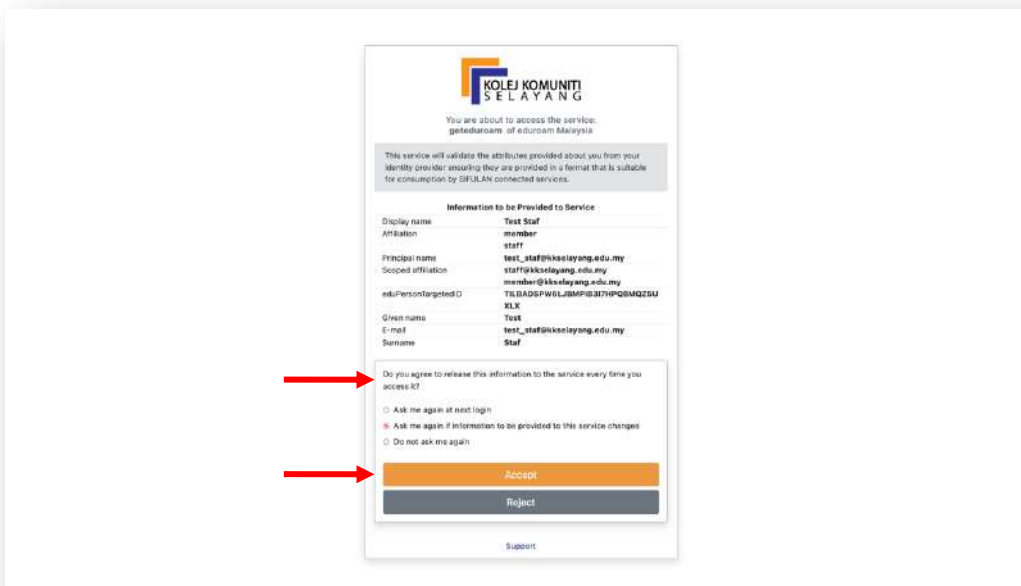 KOLEJ KOMUNITI
SELAYANG
You are about to access the service:
geteduroam of eduroam Malaysia
This service will validate the attributes provided about you from your
identity provider ensuring they are provided in a format that is suitable
for consumption by SIFULAN connected services.
Information to be Provided to Service
Display name Test Staf
Affiliation member
staff
Principal name test_staf@kkselayang.edu.my
Scoped affiliation staff@kkselayang.edu.my
member@kkselayang.edu.my
eduPersonTargetedID
XLX
Given name Test
E-mail test_staf@kkselayang.edu.my
Surname Staf
Do you agree to release this information to the service every time you
access it?
Ask me again at next login
Ask me again if information to be provided to this service changes
Do not ask me again
Accept
Reject
Support